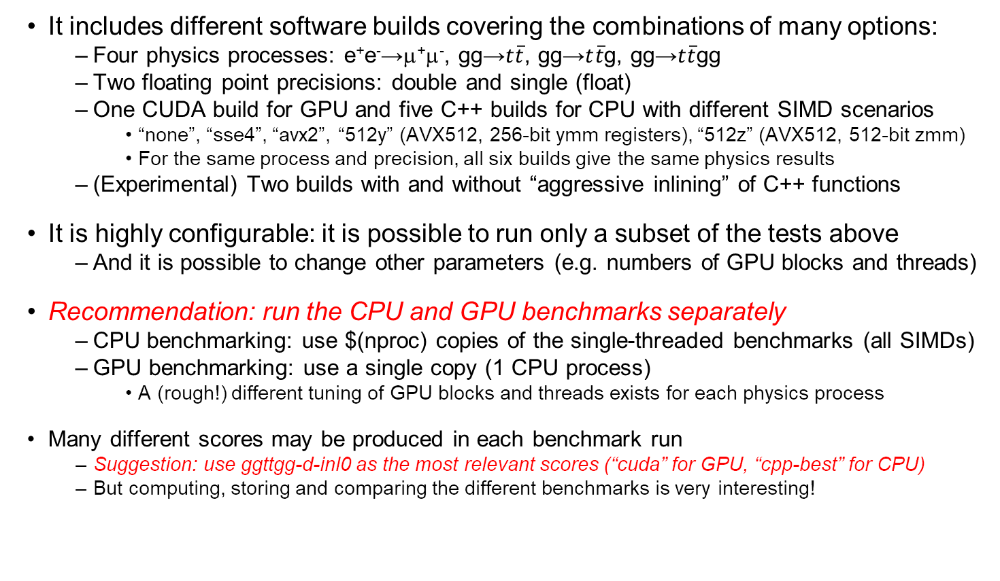 • It includes different software builds covering the combinations of many options:
– Four physics processes: e⁺e⁻→μ⁺μ⁻, gg→tt̄, gg→tt̄g, gg→tt̄gg
– Two floating point precisions: double and single (float)
– One CUDA build for GPU and five C++ builds for CPU with different SIMD scenarios
• “none”, “sse4”, “avx2”, “512y” (AVX512, 256-bit ymm registers), “512z” (AVX512, 512-bit zmm)
• For the same process and precision, all six builds give the same physics results
– (Experimental) Two builds with and without “aggressive inlining” of C++ functions
• It is highly configurable: it is possible to run only a subset of the tests above
– And it is possible to change other parameters (e.g. numbers of GPU blocks and threads)
• Recommendation: run the CPU and GPU benchmarks separately
– CPU benchmarking: use $(nproc) copies of the single-threaded benchmarks (all SIMDs)
– GPU benchmarking: use a single copy (1 CPU process)
• A (rough!) different tuning of GPU blocks and threads exists for each physics process
• Many different scores may be produced in each benchmark run
– Suggestion: use ggttgg-d-inl0 as the most relevant scores (“cuda” for GPU, “cpp-best” for CPU)
– But computing, storing and comparing the different benchmarks is very interesting!